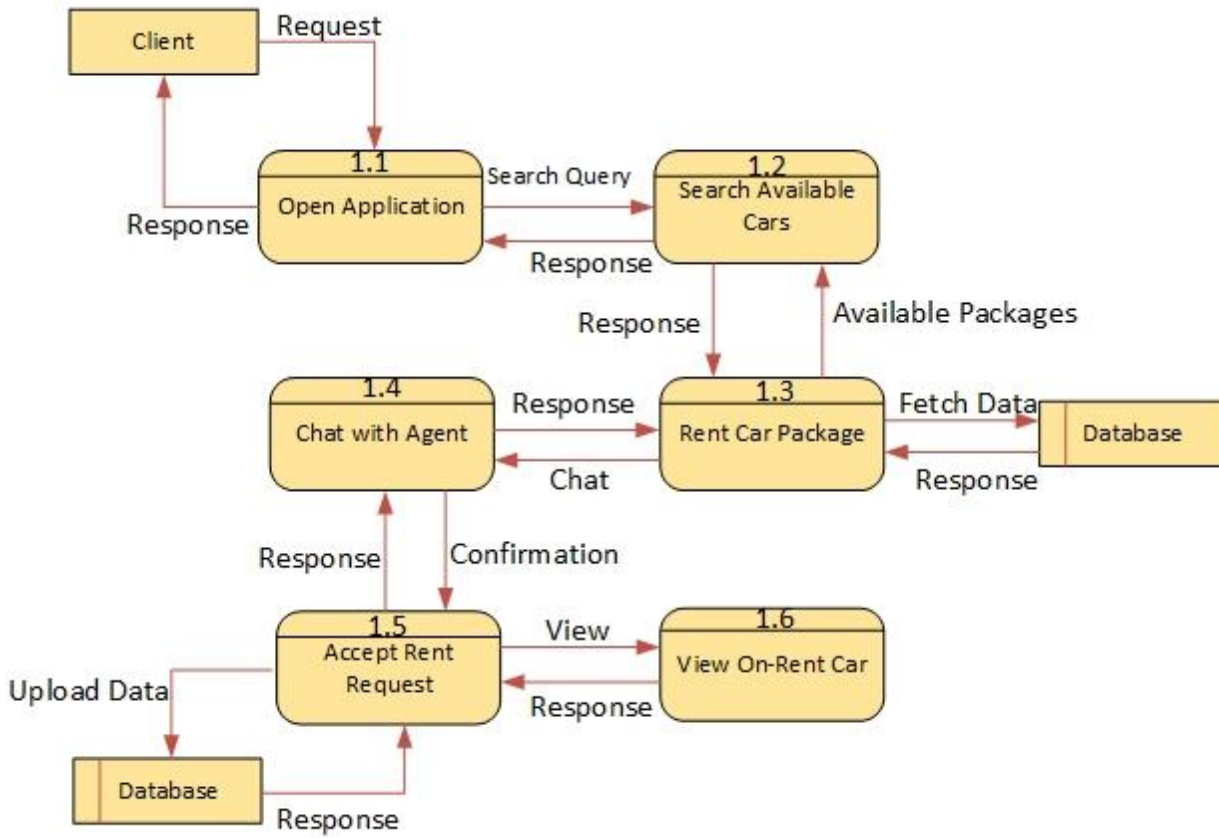 Client
Request
1.1
Open Application
Response
Search Query
Response
1.2
Search Available
Cars
Response
Available Packages
1.4
Chat with Agent
Response
Chat
1.3
Rent Car Package
Fetch Data
Response
Database
Response
Confirmation
1.5
Accept Rent
Request
View
Response
1.6
View On-Rent Car
Upload Data
Database
Response